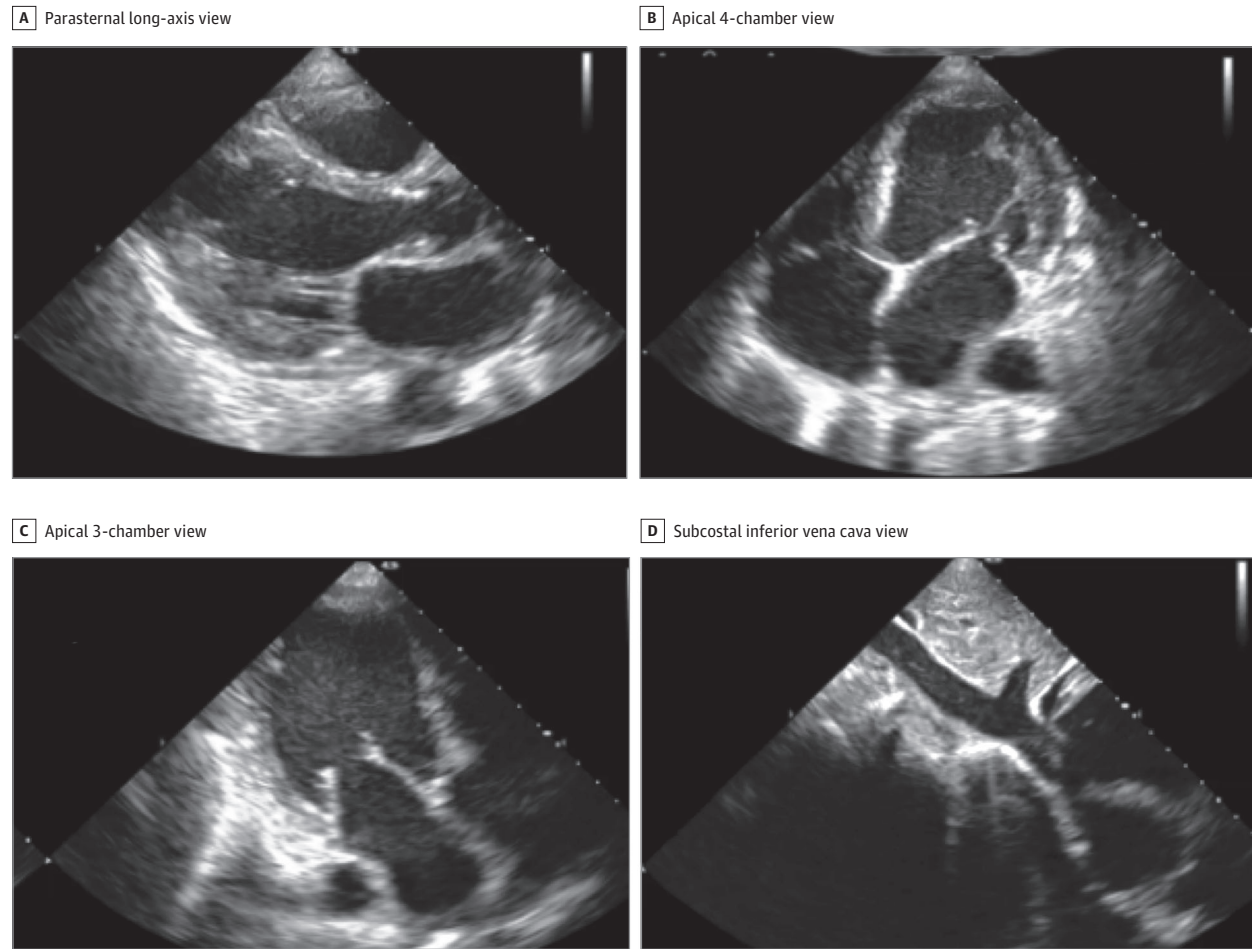 A Parasternal long-axis view
B Apical 4-chamber view
C Apical 3-chamber view
D Subcostal inferior vena cava view